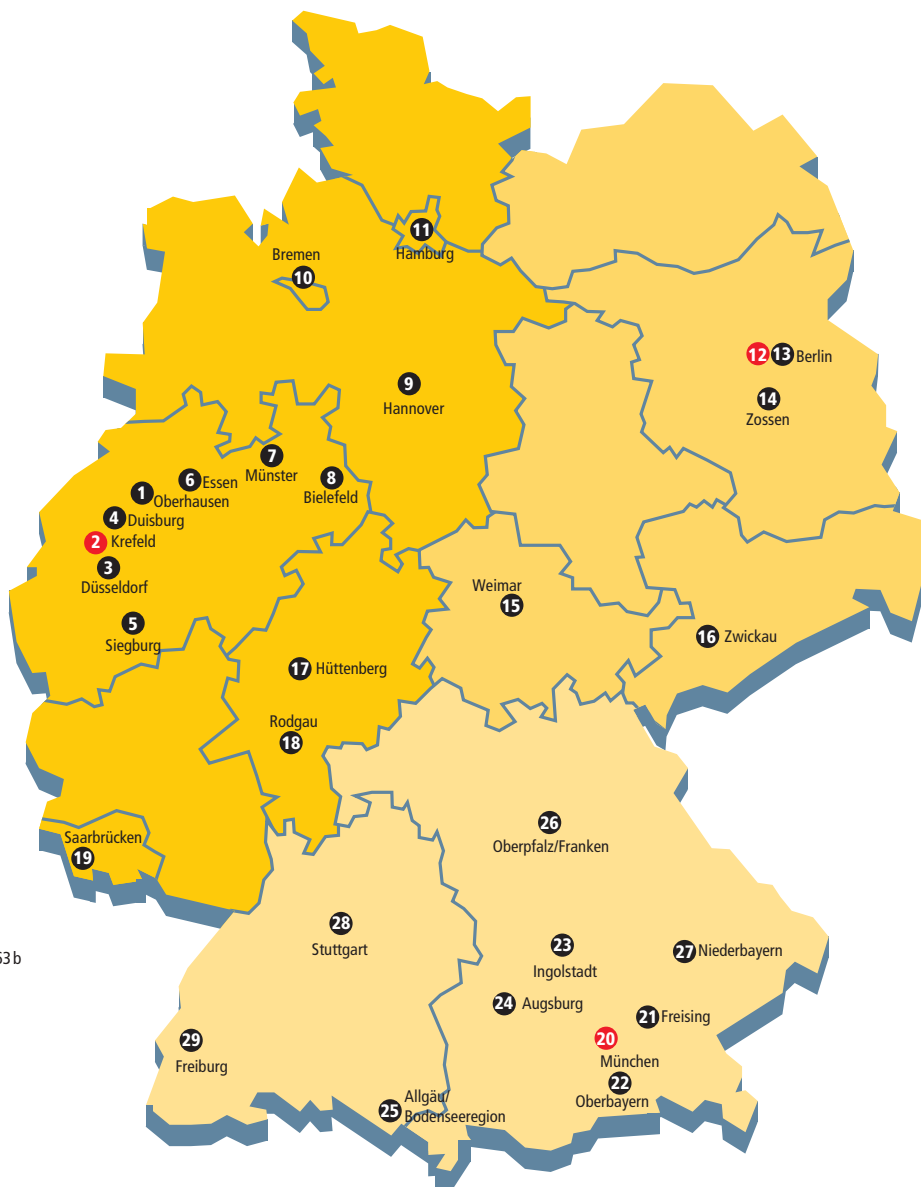 11
Hamburg
Bremen
10
12 13 Berlin
9
Hannover
14
Zossen
7
Münster
8
Bielefeld
6 Essen
1 Oberhausen
4 Duisburg
2 Krefeld
3
Düsseldorf
5
Siegburg
Weimar
15
16 Zwickau
17 Hüttenberg
Rodgau
18
Saarbrücken
19
26
Oberpfalz/Franken
28
Stuttgart
53 b
23
Ingolstadt
27 Niederbayern
24 Augsburg
21 Freising
20
München
29
Freiburg
22
Oberbayern
25 Allgäu/
Bodenseeregion